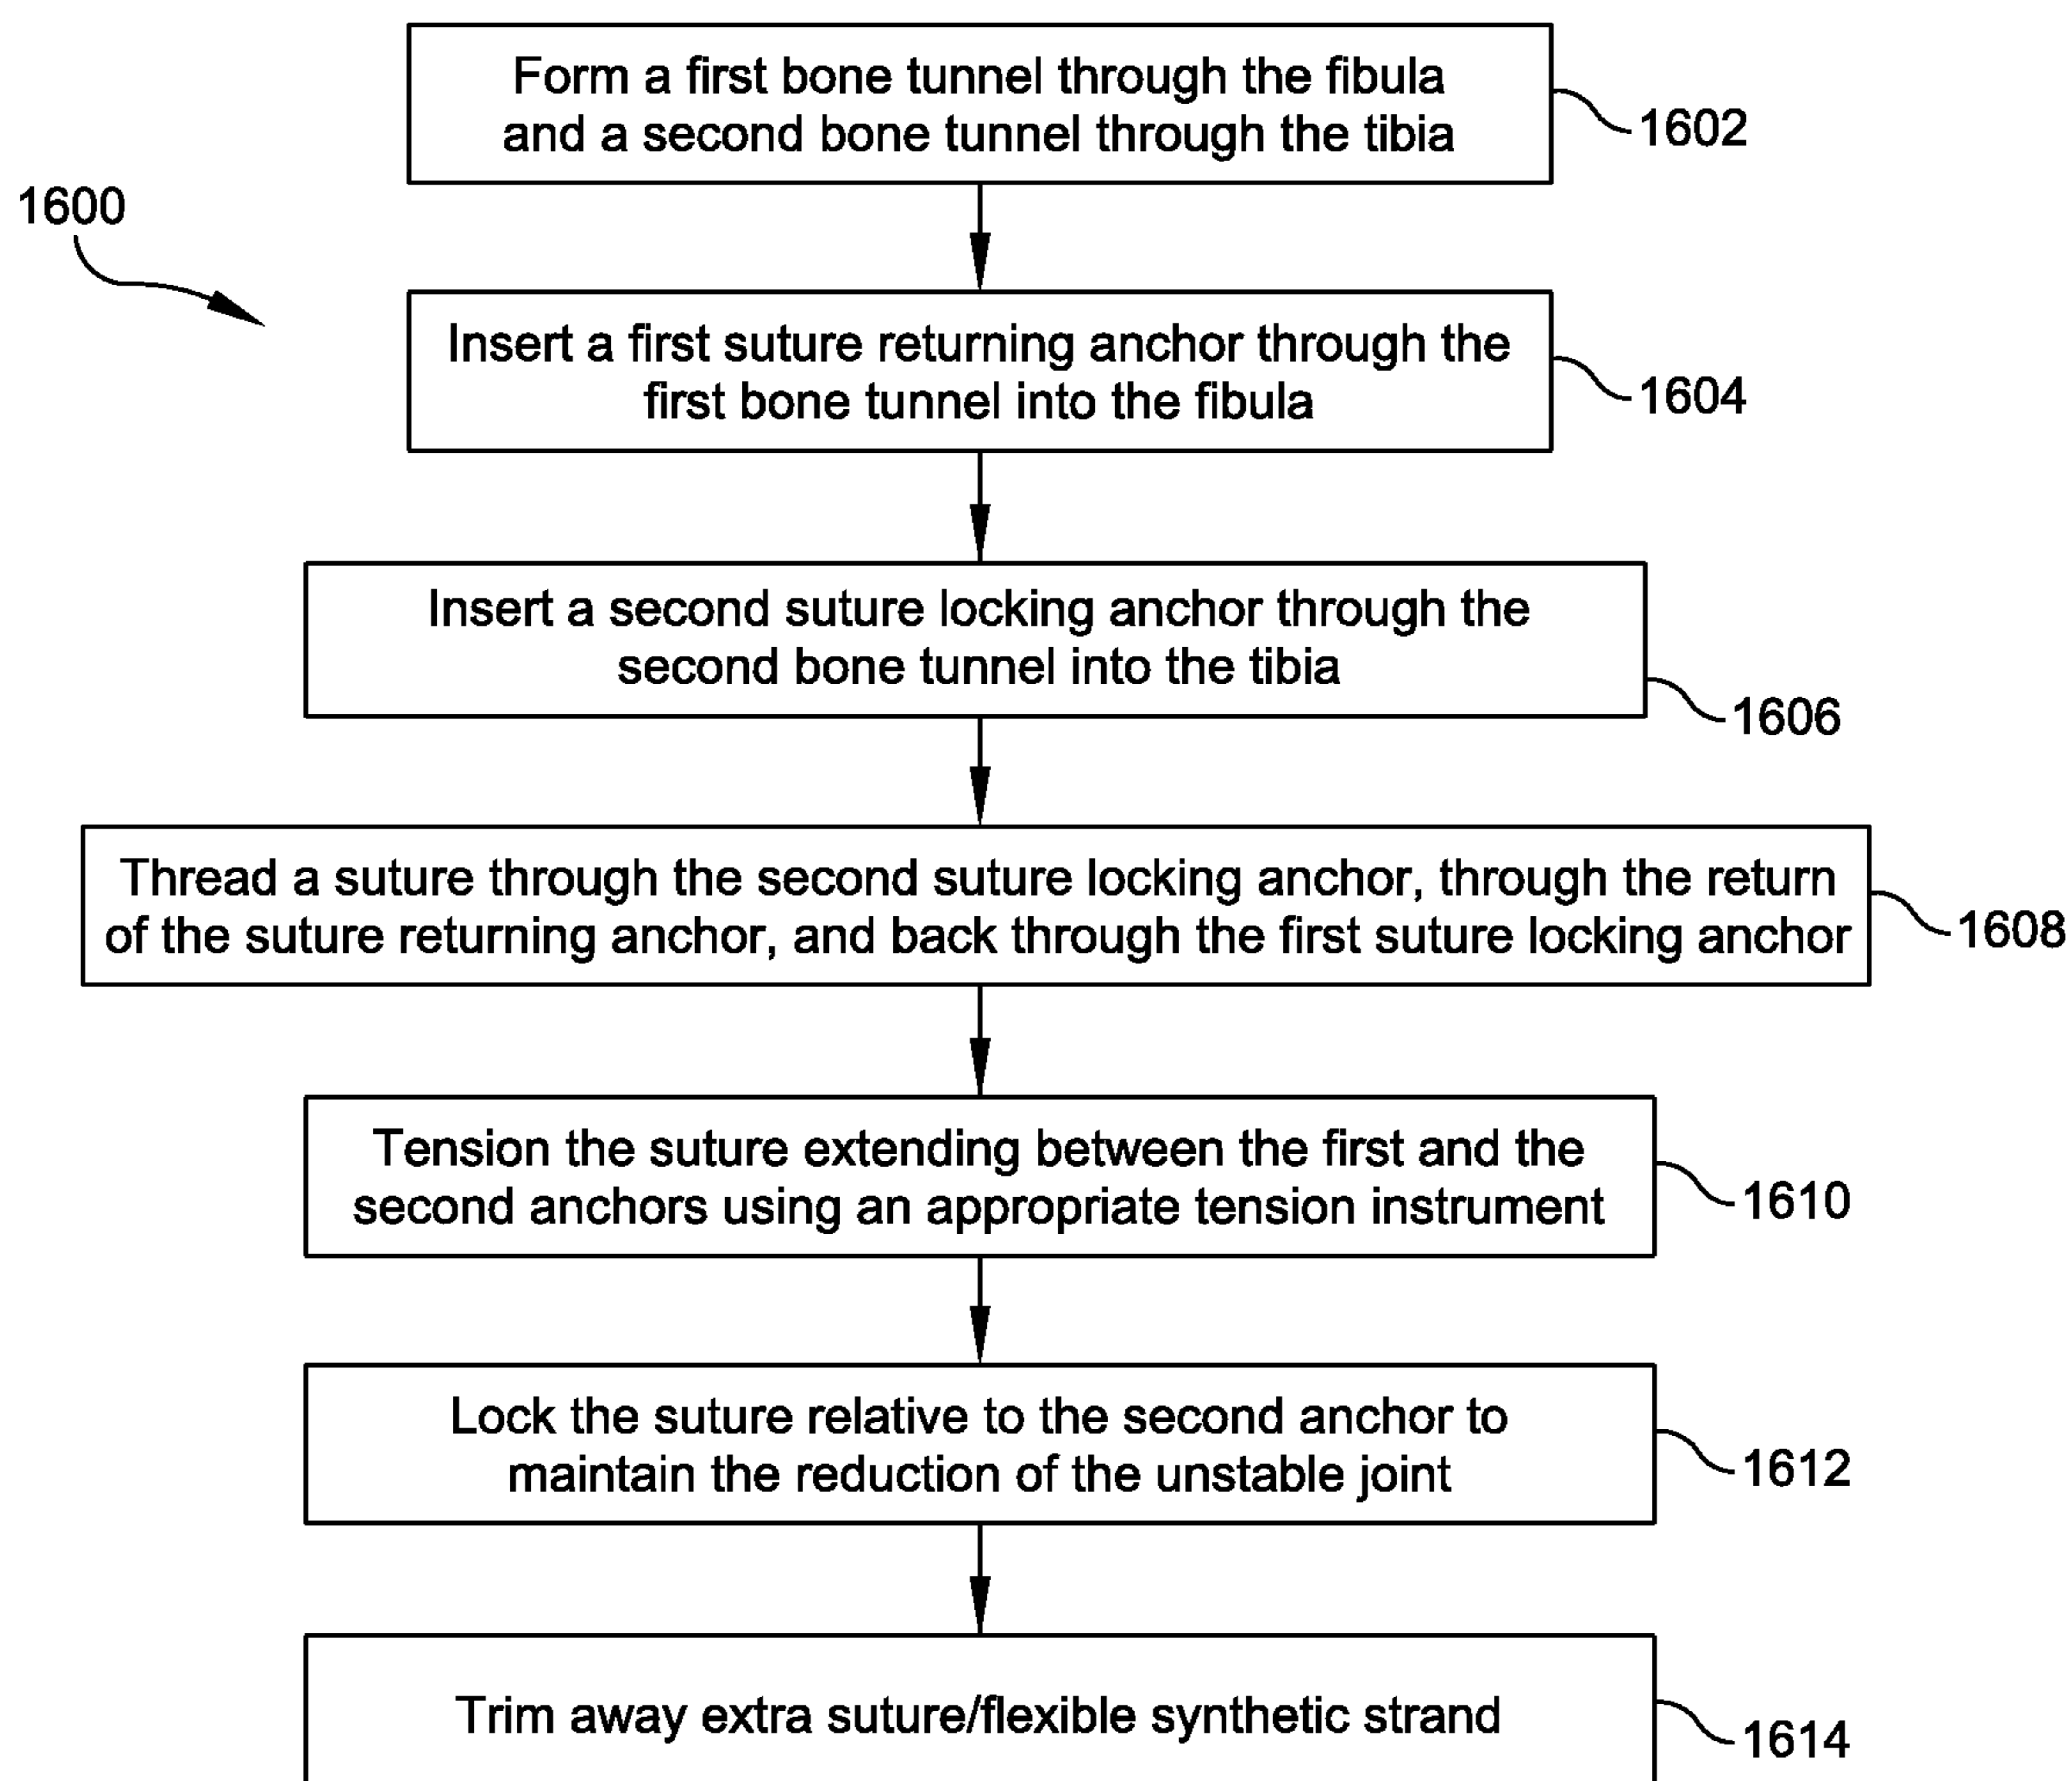 Form a first bone tunnel through the fibula
and a second bone tunnel through the tibia
1602
1600
Insert a first suture returning anchor through the
first bone tunnel into the fibula
1604
Insert a second suture locking anchor through the
second bone tunnel into the tibia
1606
Thread a suture through the second suture locking anchor, through the return
of the suture returning anchor, and back through the first suture locking anchor
1608
Tension the suture extending between the first and the
second anchors using an appropriate tension instrument
1610
Lock the suture relative to the second anchor to
maintain the reduction of the unstable joint
1612
Trim away extra suture/flexible synthetic strand
1614